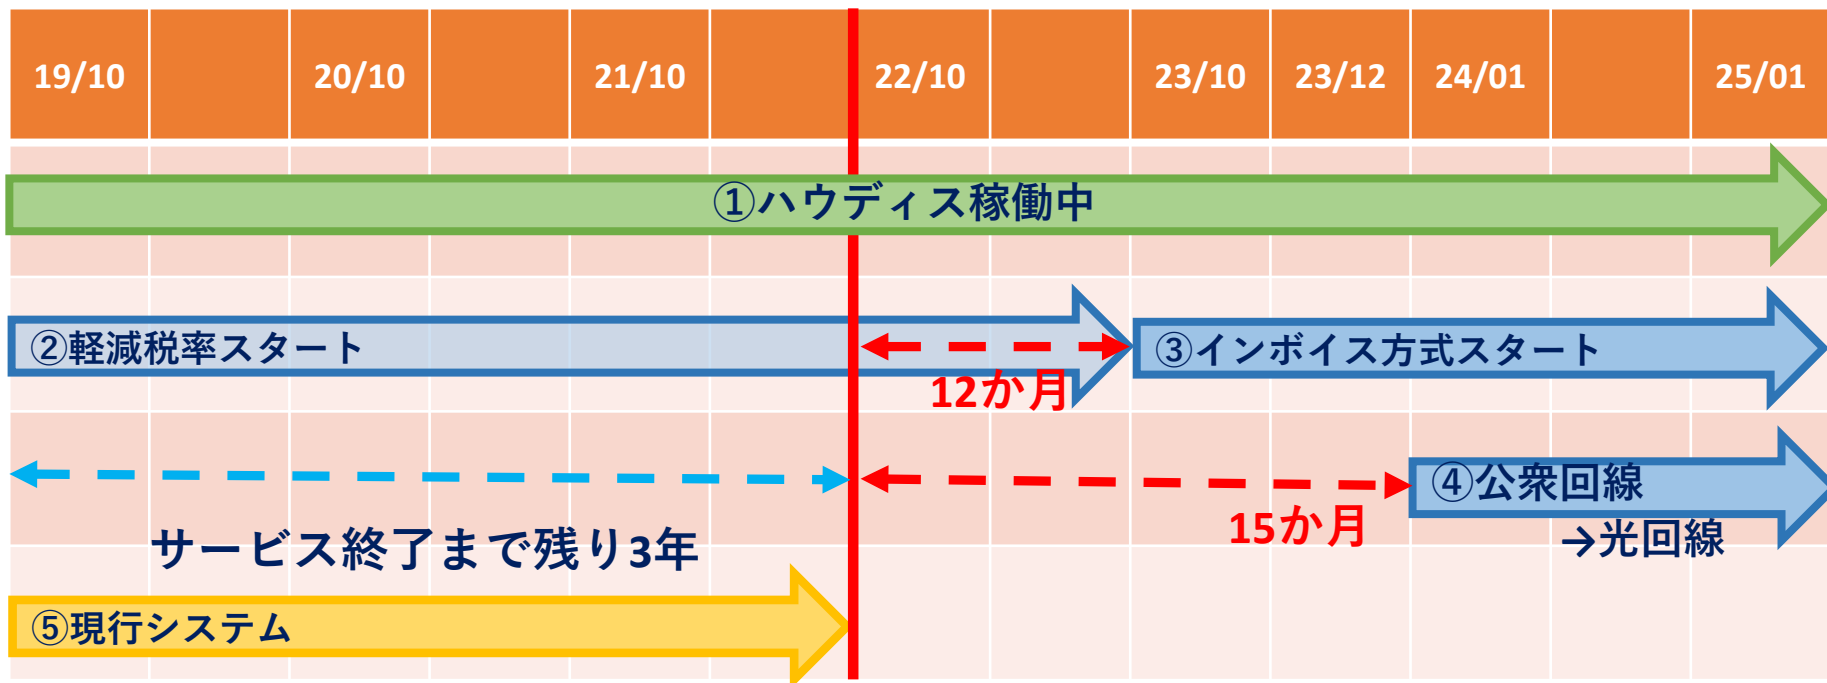 19/10 20/10 21/10 22/10 23/10 23/12 24/01 25/01
①ハウディス稼働中
②軽減税率スタート
③インボイス方式スタート
12か月
④公衆回線
→光回線
15か月
サービス終了まで残り3年
⑤現行システム